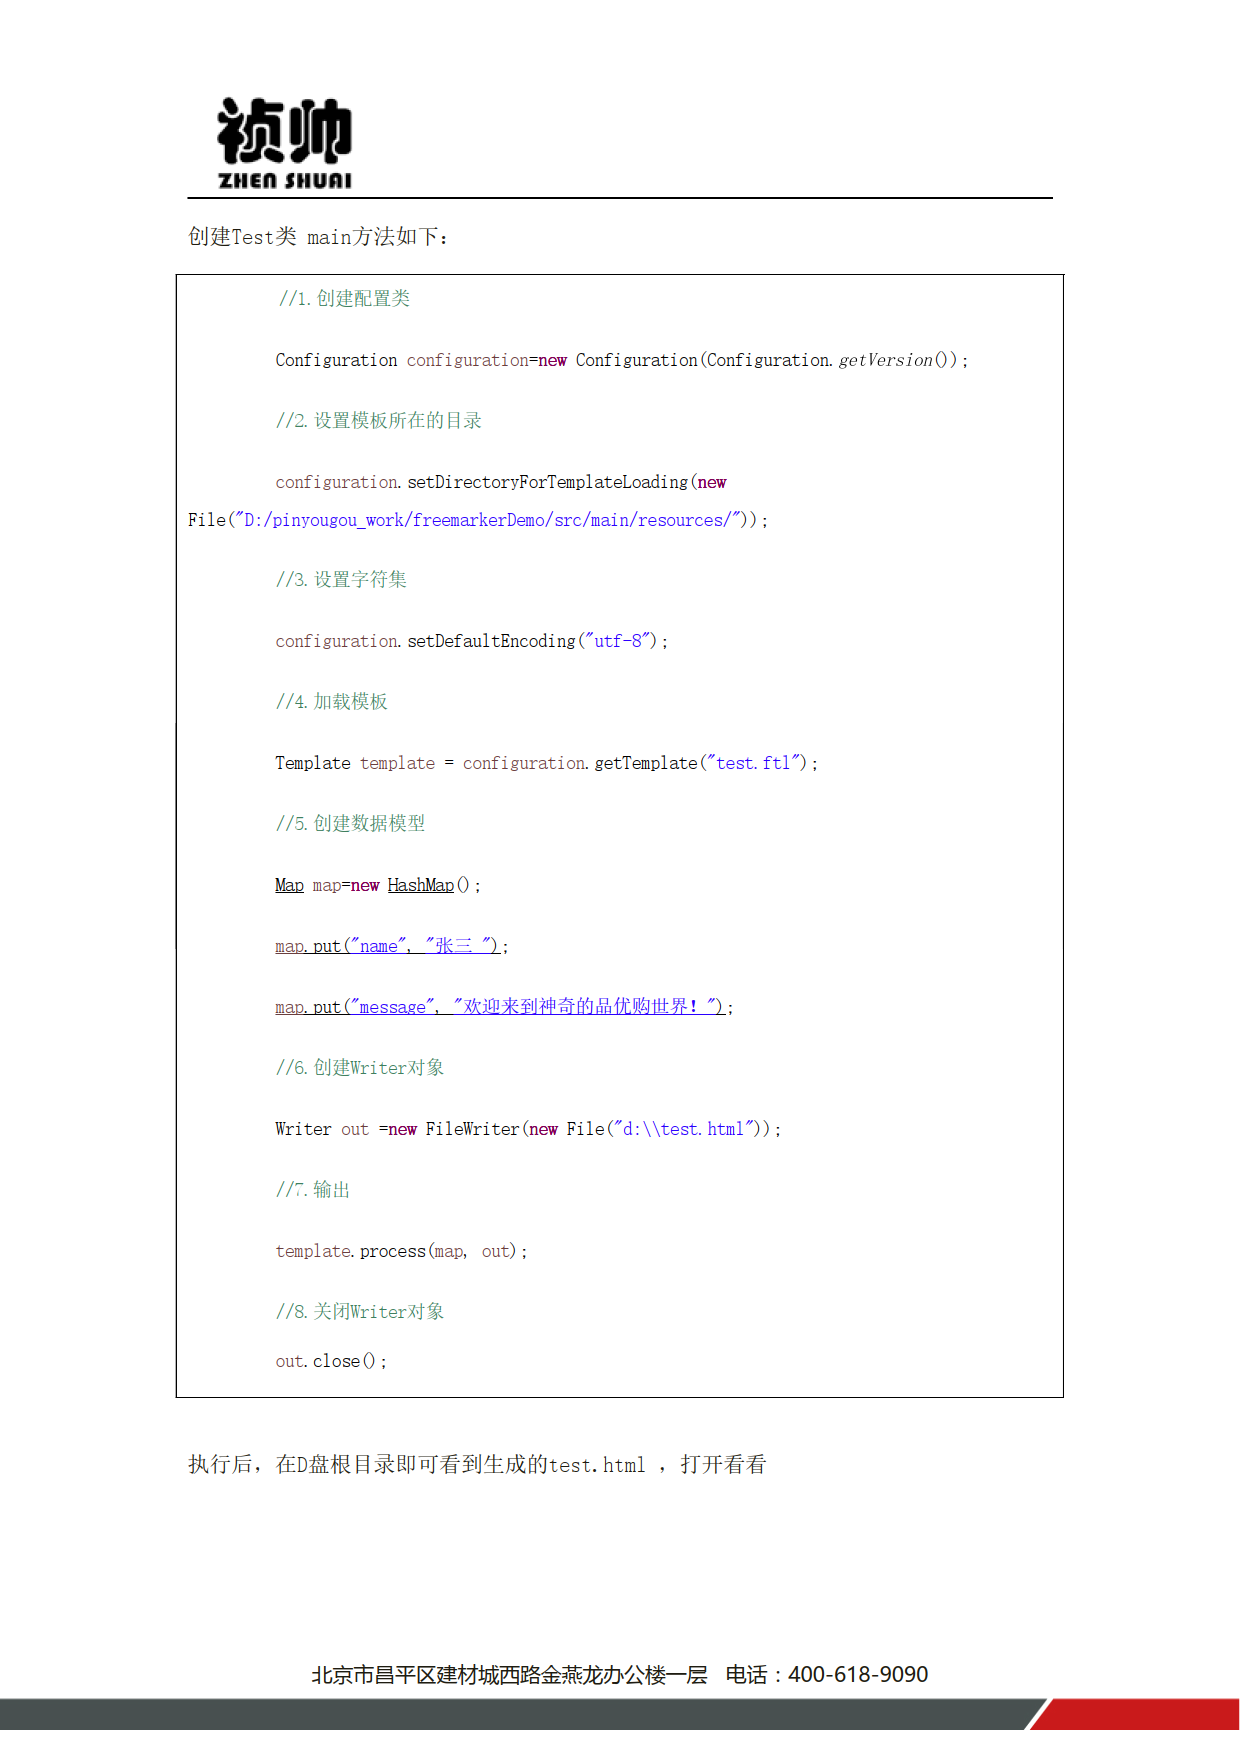 祯帅
ZHEN SHUAI
创建Test类 main方法如下：
//1.创建配置类
Configuration configuration=new Configuration(Configuration.getVersion());
//2.设置模板所在的目录
configuration.setDirectoryForTemplateLoading(new
File("D:/pinyougou_work/freemarkerDemo/src/main/resources/"));
//3.设置字符集
configuration.setDefaultEncoding("utf-8");
//4.加载模板
Template template = configuration.getTemplate("test.ftl");
//5.创建数据模型
Map map=new HashMap();
map.put("name", "张三 ");
map.put("message", "欢迎来到神奇的品优购世界！");
//6.创建Writer对象
Writer out =new FileWriter(new File("d:\\test.html"));
//7.输出
template.process(map, out);
//8.关闭Writer对象
out.close();
执行后，在D盘根目录即可看到生成的test.html ，打开看看
北京市昌平区建材城西路金燕龙办公楼一层 电话：400-618-9090